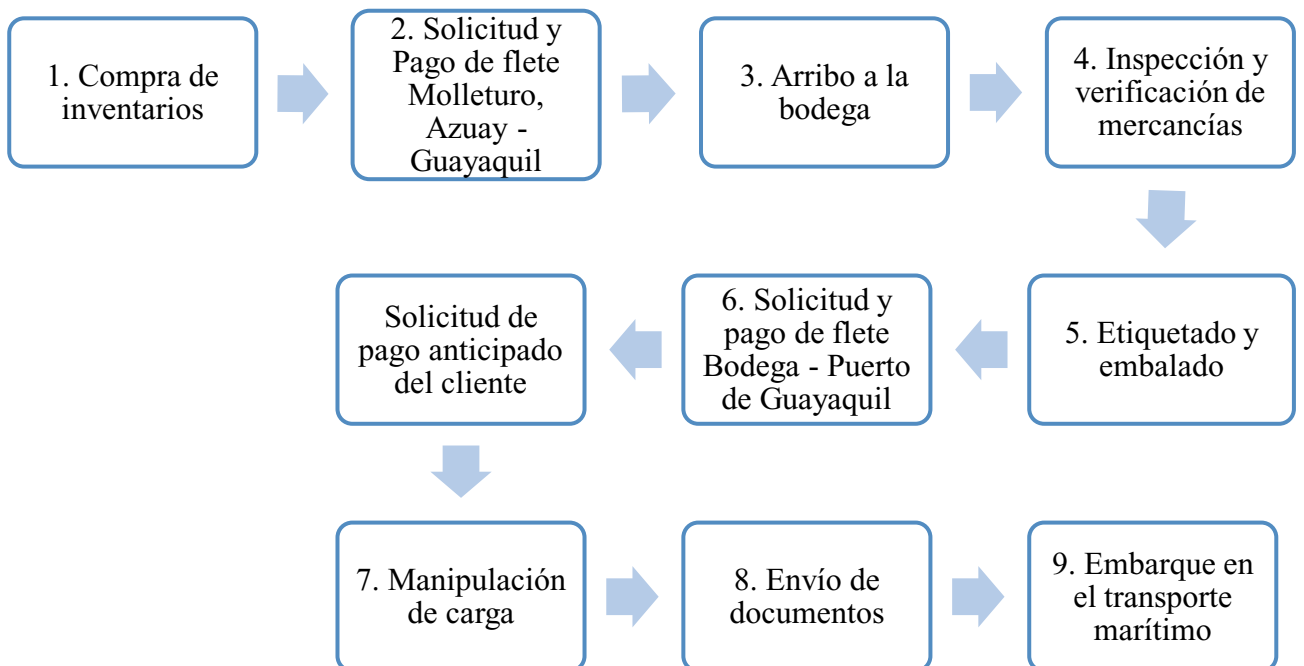 1. Compra de
inventarios
2. Solicitud y
Pago de flete
Molleturo,
Azuay -
Guayaquil
3. Arribo a la
bodega
4. Inspección y
verificación de
mercancías
5. Etiquetado y
embalado
6. Solicitud y
pago de flete
Bodega - Puerto
de Guayaquil
Solicitud de
pago anticipado
del cliente
7. Manipulación
de carga
8. Envío de
documentos
9. Embarque en
el transporte
marítimo